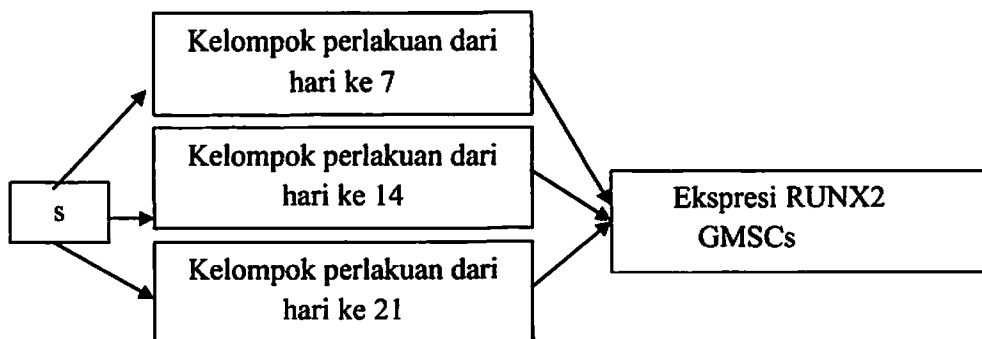 Kelompok perlakuan dari
hari ke 7
Kelompok perlakuan dari
hari ke 14
s
Ekspresi RUNX2
GMSCs
Kelompok perlakuan dari
hari ke 21